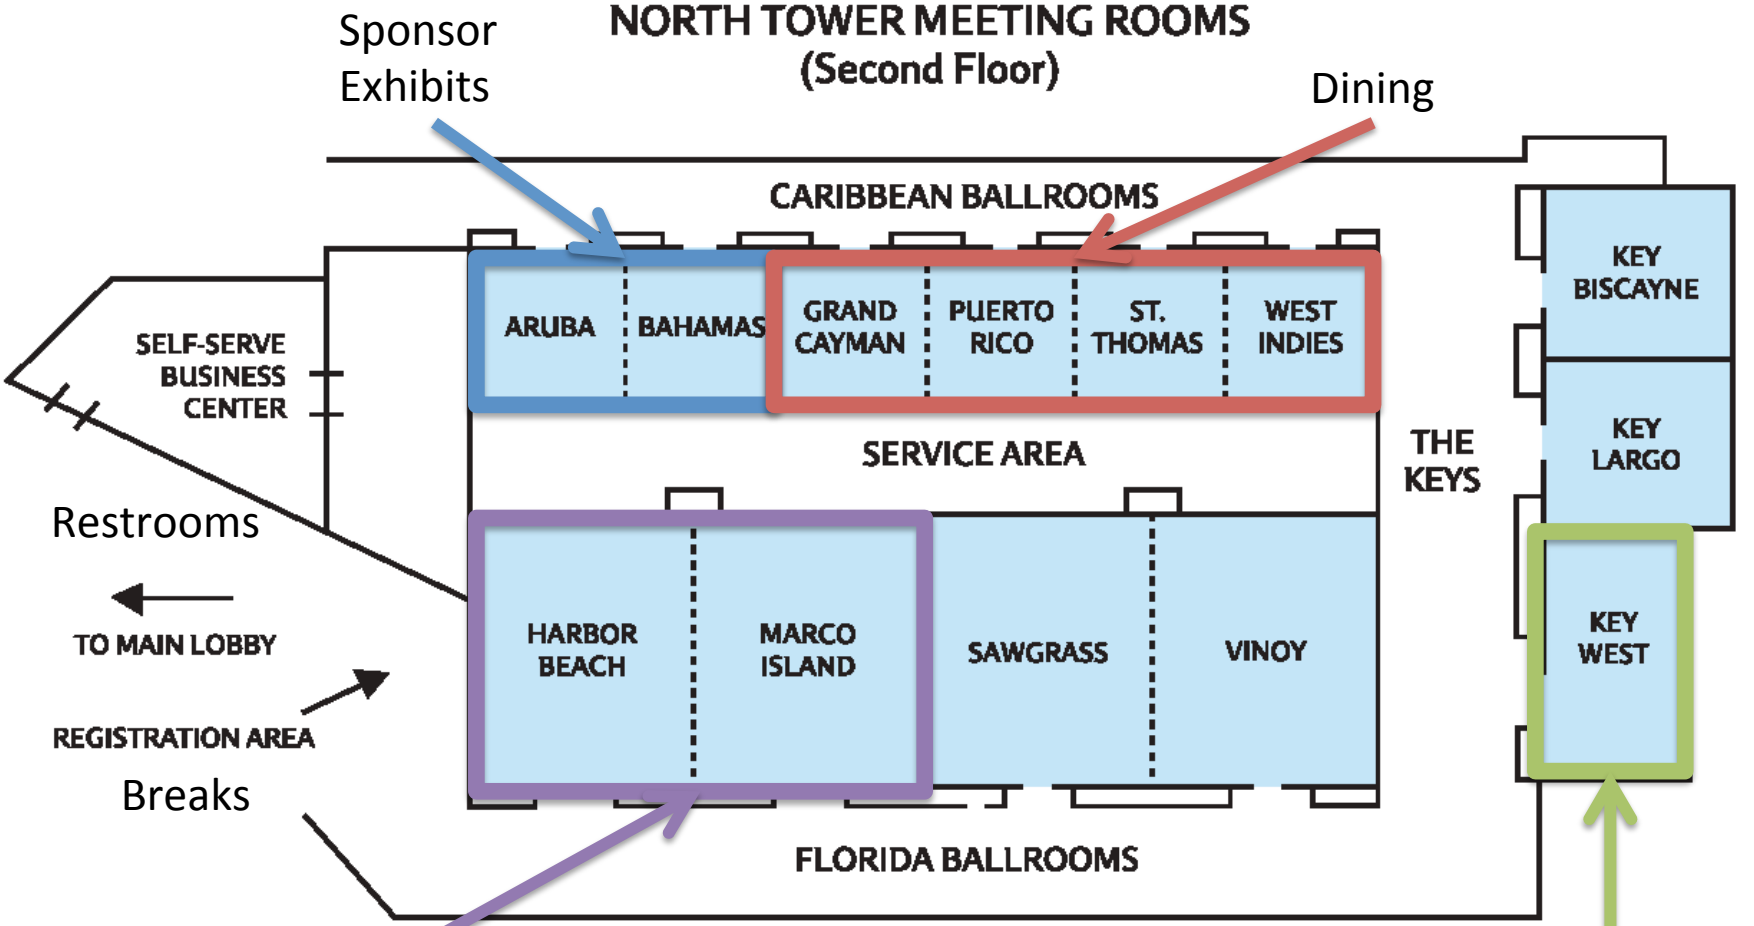 NORTH TOWER MEETING ROOMS
(Second Floor)
Sponsor
Exhibits
Dining
CARIBBEAN BALLROOMS
ARUBA
BAHAMAS
GRAND
CAYMAN
PUERTO
RICO
ST.
THOMAS
WEST
INDIES
KEY
BISCAYNE
SELF-SERVE
BUSINESS
CENTER
SERVICE AREA
THE
KEYS
KEY
LARGO
Restrooms
TO MAIN LOBBY
HARBOR
BEACH
MARCO
ISLAND
SAWGRASS
VINOY
KEY
WEST
REGISTRATION AREA
Breaks
FLORIDA BALLROOMS